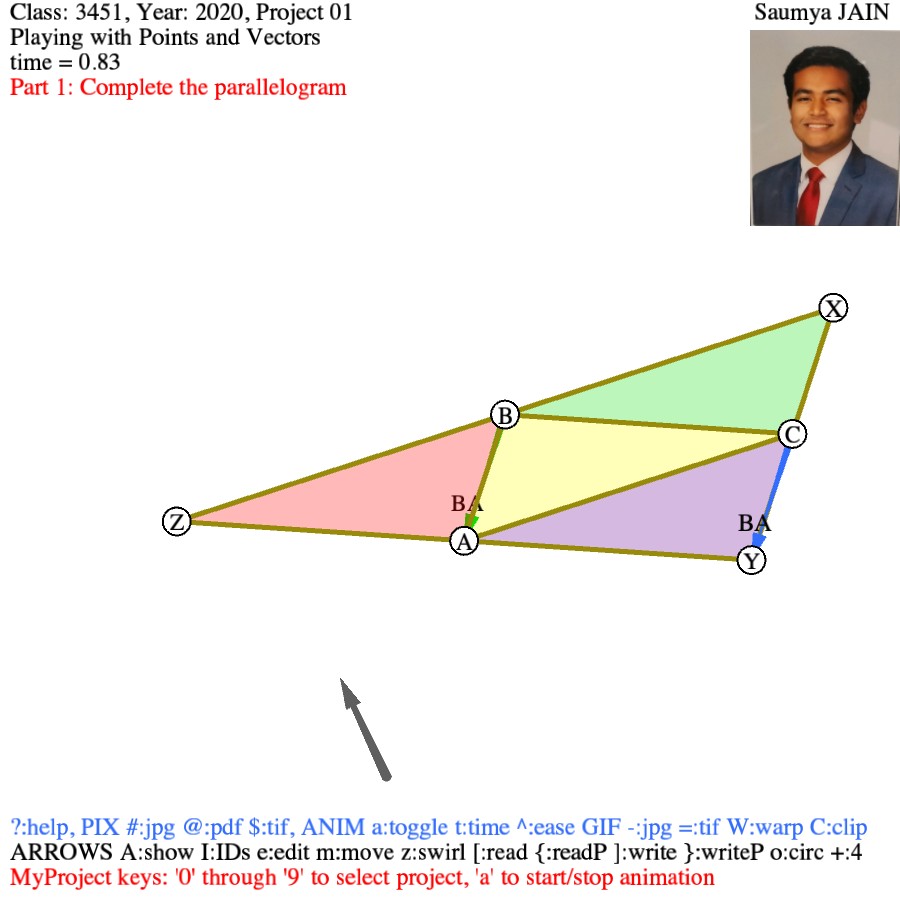 Class: 3451, Year: 2020, Project 01
Saumya JAIN
Playing with Points and Vectors
time = 0.83
Part 1: Complete the parallelogram
X
B
C
BA
Z
A
BA
Y
?:help, PIX #:jpg @:pdf $:tif, ANIM a:toggle t:time ^:ease GIF -:jpg =:tif W:warp C:clip
ARROWS A:show I:IDs e:edit m:move z:swirl [:read {:readP ]:write }:writeP o:circ +:4
MyProject keys: '0' through '9' to select project, 'a' to start/stop animation